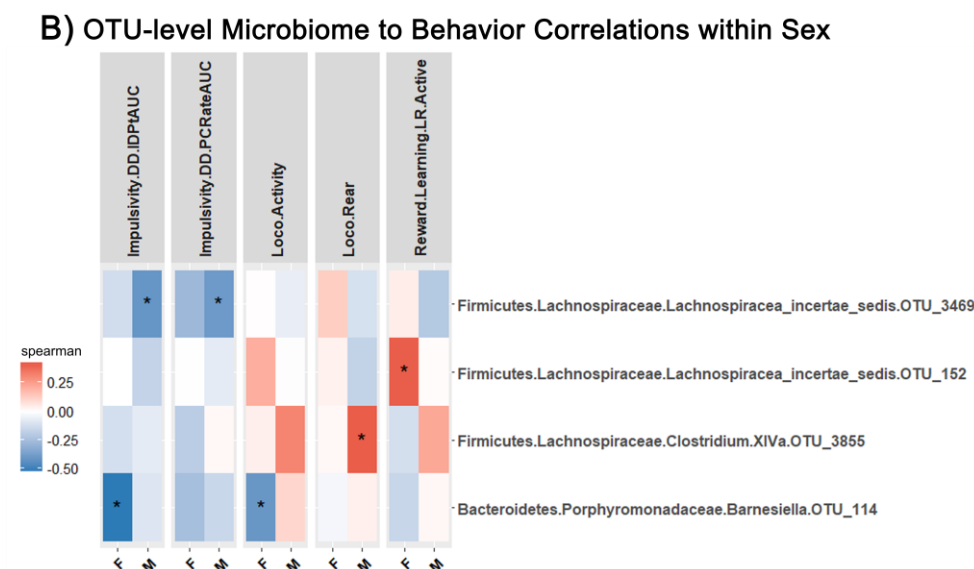 B) OTU-level Microbiome to Behavior Correlations within Sex
Impulsivity.DD.IDPtAUC
Impulsivity.DD.PCRateAUC
Loco.Activity
Loco.Rear
Reward.Learning.LR.Active
* * Firmicutes.Lachnospiraceae.Lachnospiracea_incertae_sedis.OTU_3469
* Firmicutes.Lachnospiraceae.Lachnospiracea_incertae_sedis.OTU_152
* Firmicutes.Lachnospiraceae.Clostridium.XlVa.OTU_3855
* * Bacteroidetes.Porphyromonadaceae.Barnesiella.OTU_114
spearman
0.25
0.00
-0.25
-0.50
F M F M F M F M F M